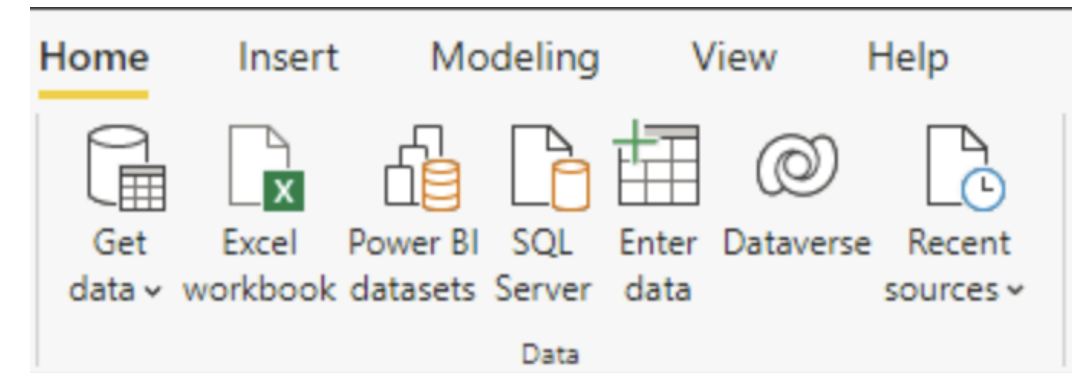 Home Insert Modeling View Help
X
Get data
Excel workbook
Power BI datasets
SQL Server
Enter data
Dataverse
Recent sources
Data